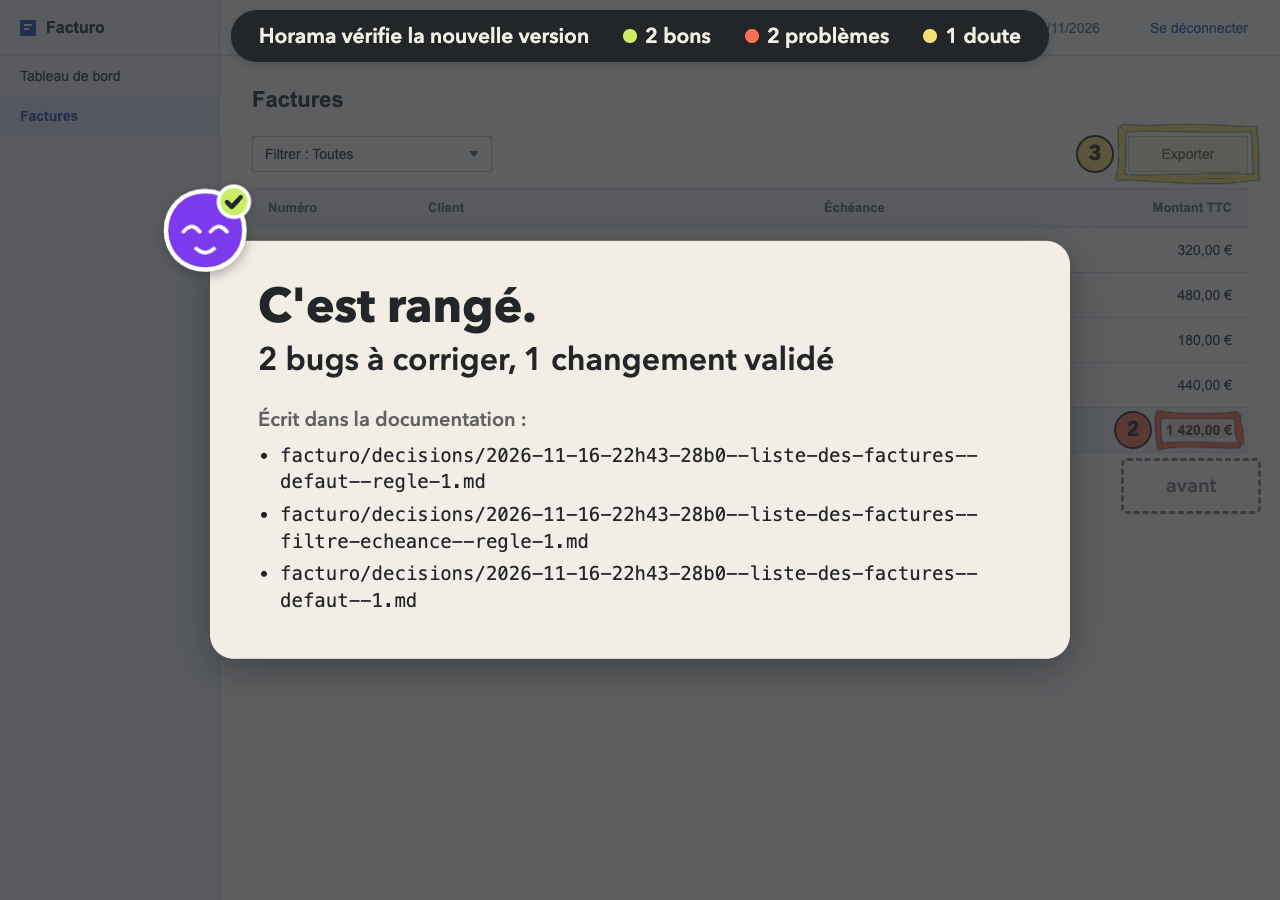 Facturo
Horama vérifie la nouvelle version 2 bons 2 problèmes 1 doute
/11/2026 Se déconnecter
Tableau de bord
Factures
Factures
Filtrer : Toutes
3 Exporter
Numéro Client Échéance Montant TTC
320,00 €
480,00 €
180,00 €
440,00 €
2 1 420,00 €
avant
C'est rangé.
2 bugs à corriger, 1 changement validé
Écrit dans la documentation :
• facturo/decisions/2026-11-16-22h43-28b0--liste-des-factures--
defaut--regle-1.md
• facturo/decisions/2026-11-16-22h43-28b0--liste-des-factures--
filtre-echeance--regle-1.md
• facturo/decisions/2026-11-16-22h43-28b0--liste-des-factures--
defaut--1.md